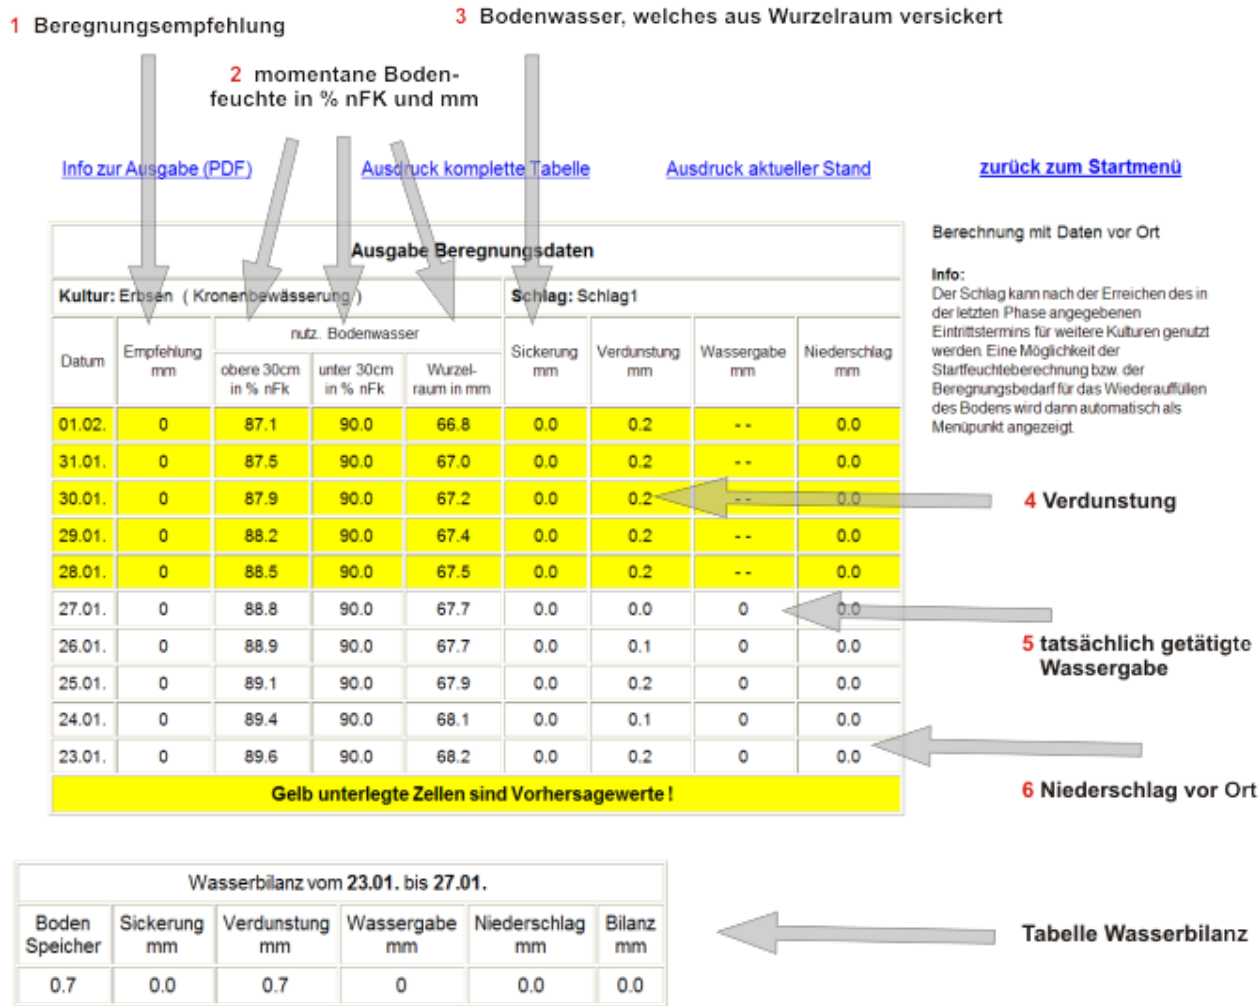 1 Beregnungsempfehlung
3 Bodenwasser, welches aus Wurzelraum versickert
2 momentane Boden-
feuchte in % nFK und mm
Info zur Ausgabe (PDF) Ausdruck komplette Tabelle Ausdruck aktueller Stand zurück zum Startmenü
Ausgabe Beregnungsdaten
Kultur: Erbsen ( Kronenbewässerung ) Schlag: Schlag1
Datum Empfehlung mm nutz. Bodenwasser Sickerung mm Verdunstung mm Wassergabe mm Niederschlag mm
obere 30cm in % nFk unter 30cm in % nFk Wurzel-raum in mm
01.02. 0 87.1 90.0 66.8 0.0 0.2 - - 0.0
31.01. 0 87.5 90.0 67.0 0.0 0.2 - - 0.0
30.01. 0 87.9 90.0 67.2 0.0 0.2 - - 0.0
29.01. 0 88.2 90.0 67.4 0.0 0.2 - - 0.0
28.01. 0 88.5 90.0 67.5 0.0 0.2 - - 0.0
27.01. 0 88.8 90.0 67.7 0.0 0.0 0 0.0
26.01. 0 88.9 90.0 67.7 0.0 0.1 0 0.0
25.01. 0 89.1 90.0 67.9 0.0 0.2 0 0.0
24.01. 0 89.4 90.0 68.1 0.0 0.1 0 0.0
23.01. 0 89.6 90.0 68.2 0.0 0.2 0 0.0
Gelb unterlegte Zellen sind Vorhersagewerte !
Berechnung mit Daten vor Ort
Info:
Der Schlag kann nach der Erreichen des in
der letzten Phase angegebenen
Eintrittstermins für weitere Kulturen genutzt
werden. Eine Möglichkeit der
Startfeuchteberechnung bzw. der
Beregnungsbedarf für das Wiederauffüllen
des Bodens wird dann automatisch als
Menüpunkt angezeigt.
4 Verdunstung
5 tatsächlich getätigte
Wassergabe
6 Niederschlag vor Ort
Wasserbilanz vom 23.01. bis 27.01.
Boden Speicher Sickerung mm Verdunstung mm Wassergabe mm Niederschlag mm Bilanz mm
0.7 0.0 0.7 0 0.0 0.0
Tabelle Wasserbilanz